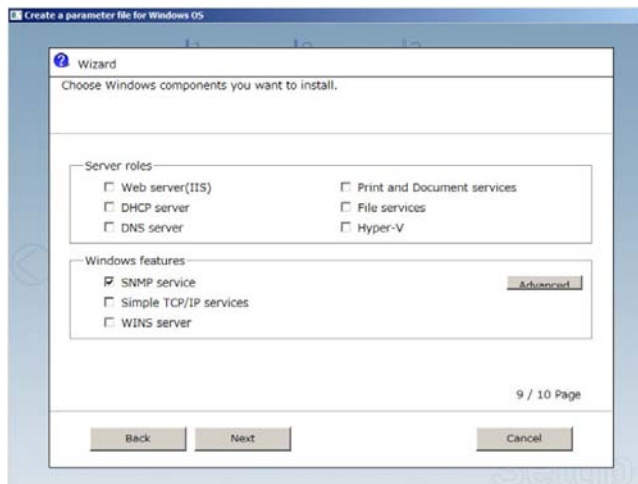 Create a parameter file for Windows OS
Wizard
Choose Windows components you want to install.
Server roles
Web server(IIS)
Print and Document services
DHCP server
File services
DNS server
Hyper-V
Windows features
SNMP service
Advanced
Simple TCP/IP services
WINS server
9 / 10 Page
Back
Next
Cancel
Setup